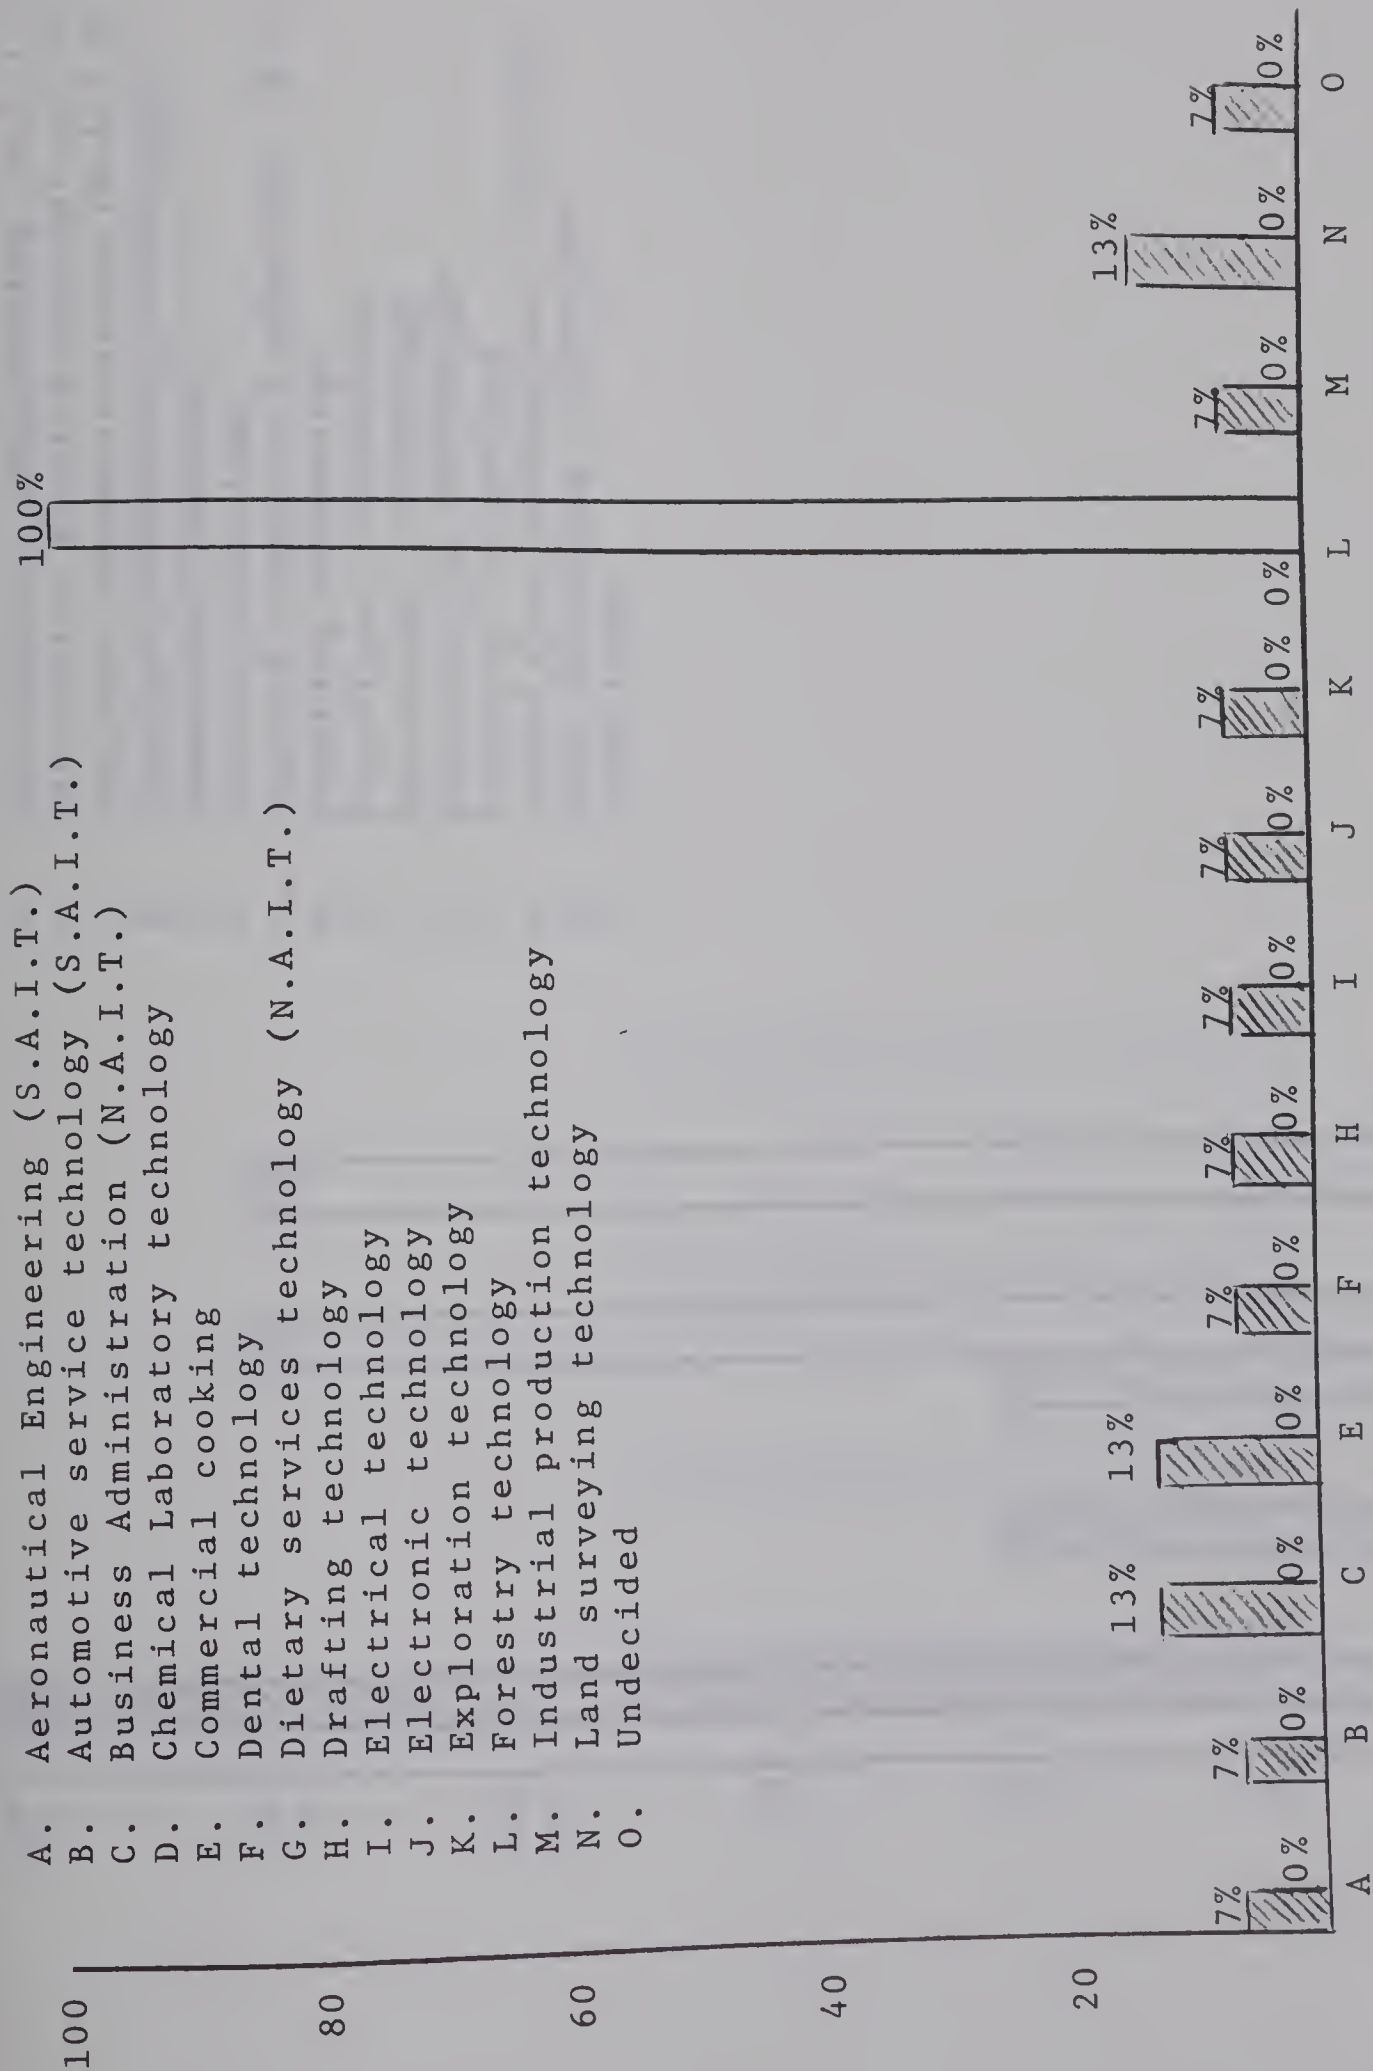 A. Aeronautical Engineering (S.A.I.T.)
B. Automotive service technology (S.A.I.T.)
C. Business Administration (N.A.I.T.)
D. Chemical Laboratory technology
E. Commercial cooking
F. Dental technology
G. Dietary services technology (N.A.I.T.)
H. Drafting technology
I. Electrical technology
J. Electronic technology
K. Exploration technology
L. Forestry technology
M. Industrial production technology
N. Land surveying technology
O. Undecided
100
80
60
40
20
7% 0%
7% 0%
13% 0%
13% 0%
7% 0%
7% 0%
7% 0%
7% 0%
7% 0%
0% 100%
7% 0%
13% 0%
7% 0%
A B C E F H I J K L M N O